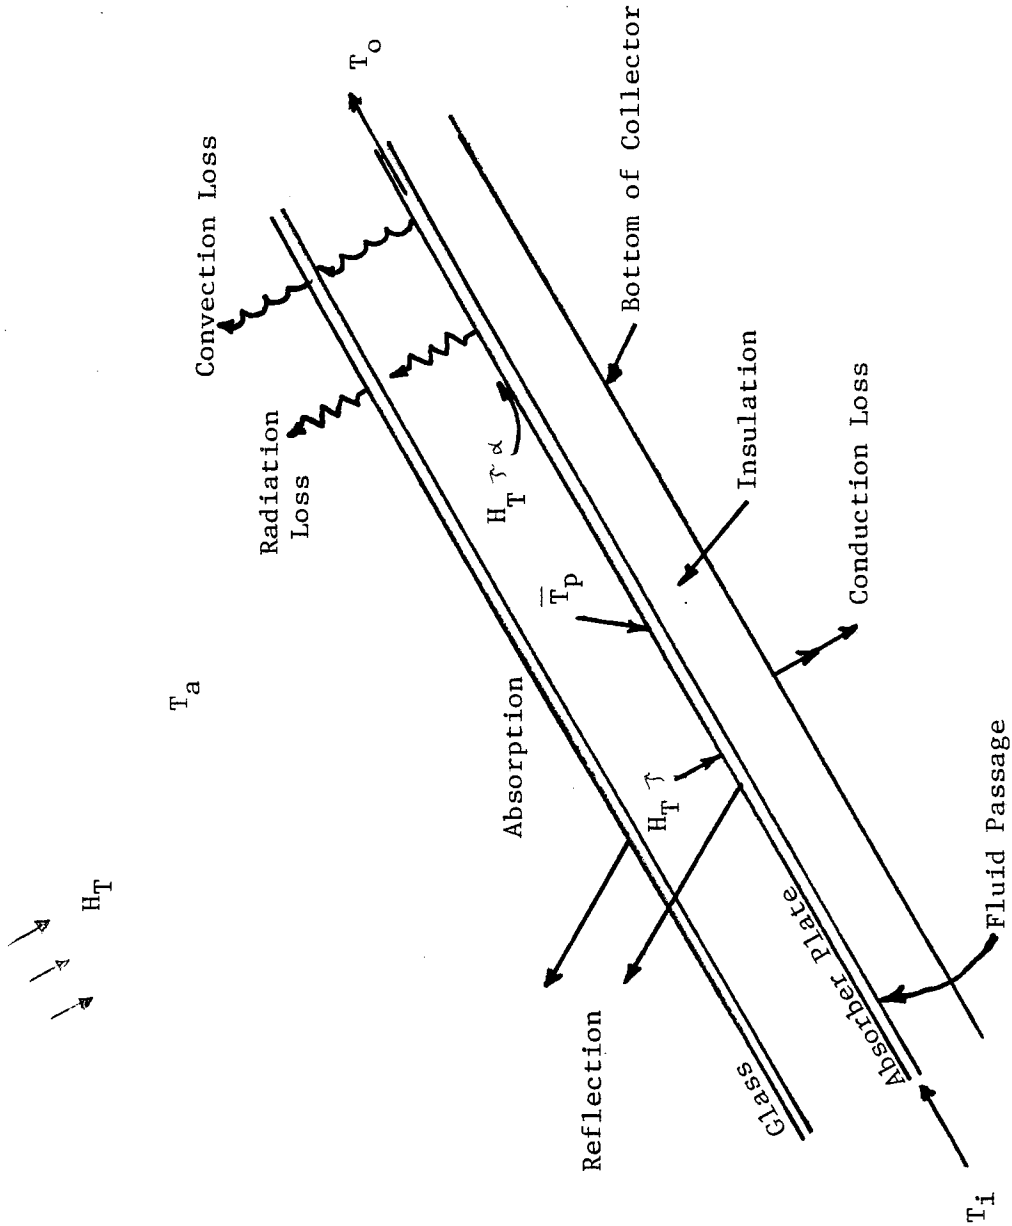 H_T
T_a
Convection Loss
Radiation
Loss
T_o
Absorption
Reflection
H_T τ
T̿_p
H_T τ α
Glass
Absorber Plate
Bottom of Collector
Insulation
Conduction Loss
Fluid Passage
T_i